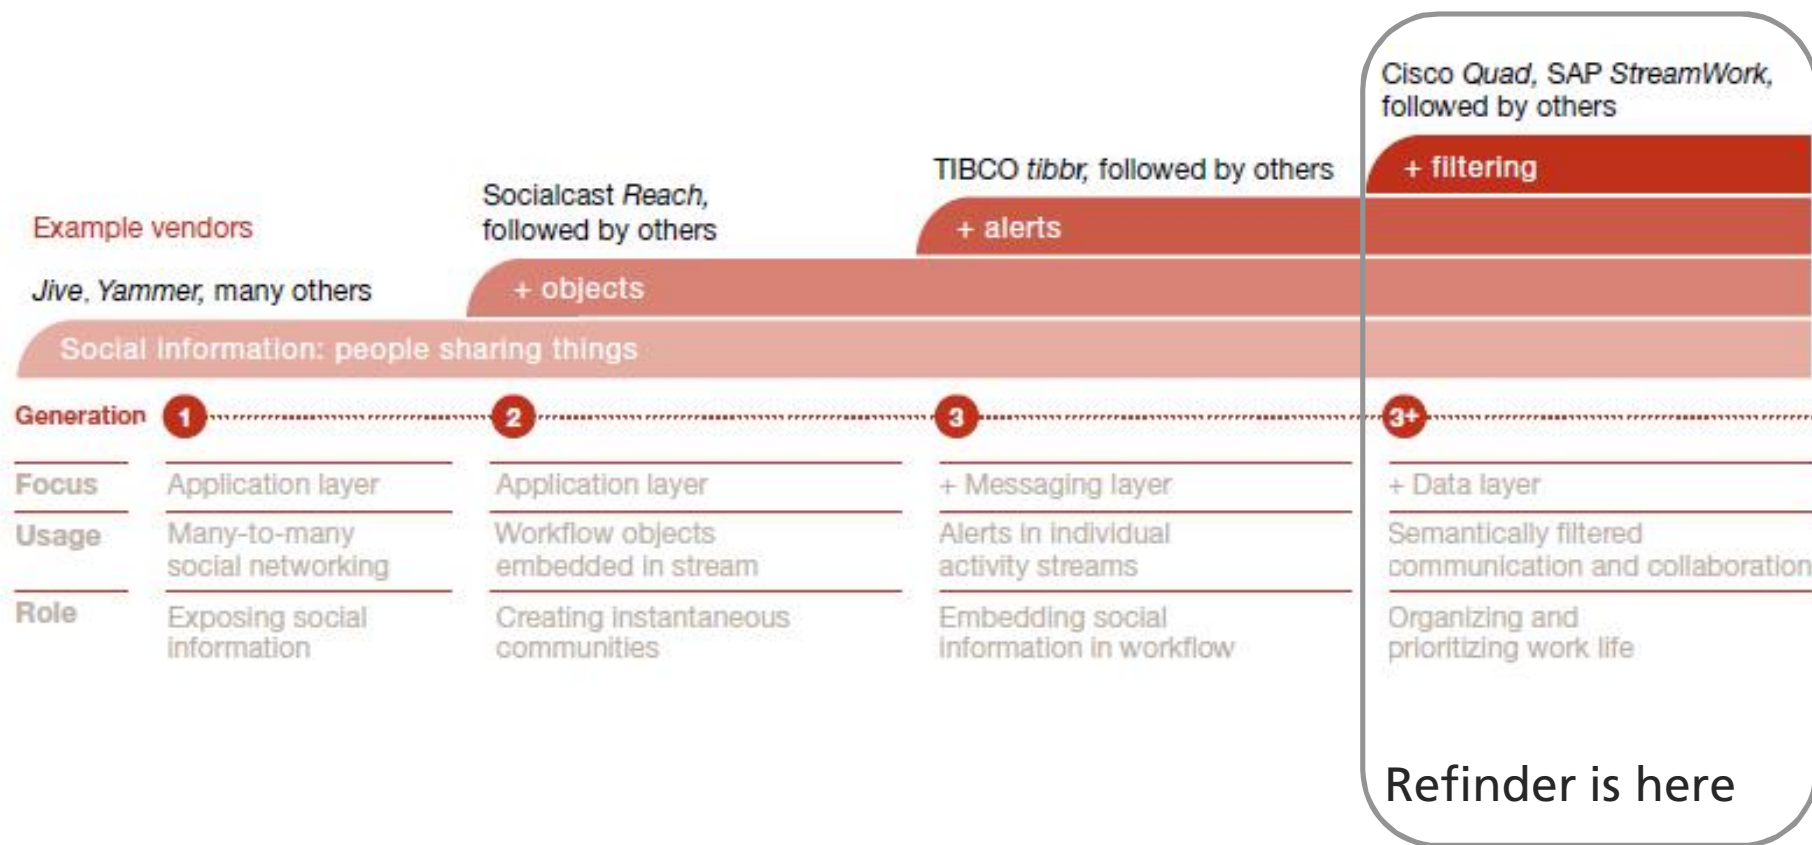 Cisco Quad, SAP StreamWork,
followed by others
+ filtering
TIBCO tibbr, followed by others
+ alerts
Socialcast Reach,
followed by others
+ objects
Example vendors
Jive, Yammer, many others
Social information: people sharing things
Generation 1 2 3 3+
Focus Application layer Application layer + Messaging layer + Data layer
Usage Many-to-many Workflow objects Alerts in individual Semantically filtered
social networking embedded in stream activity streams communication and collaboration
Role Exposing social Creating instantaneous Embedding social Organizing and
information communities information in workflow prioritizing work life
Refinder is here